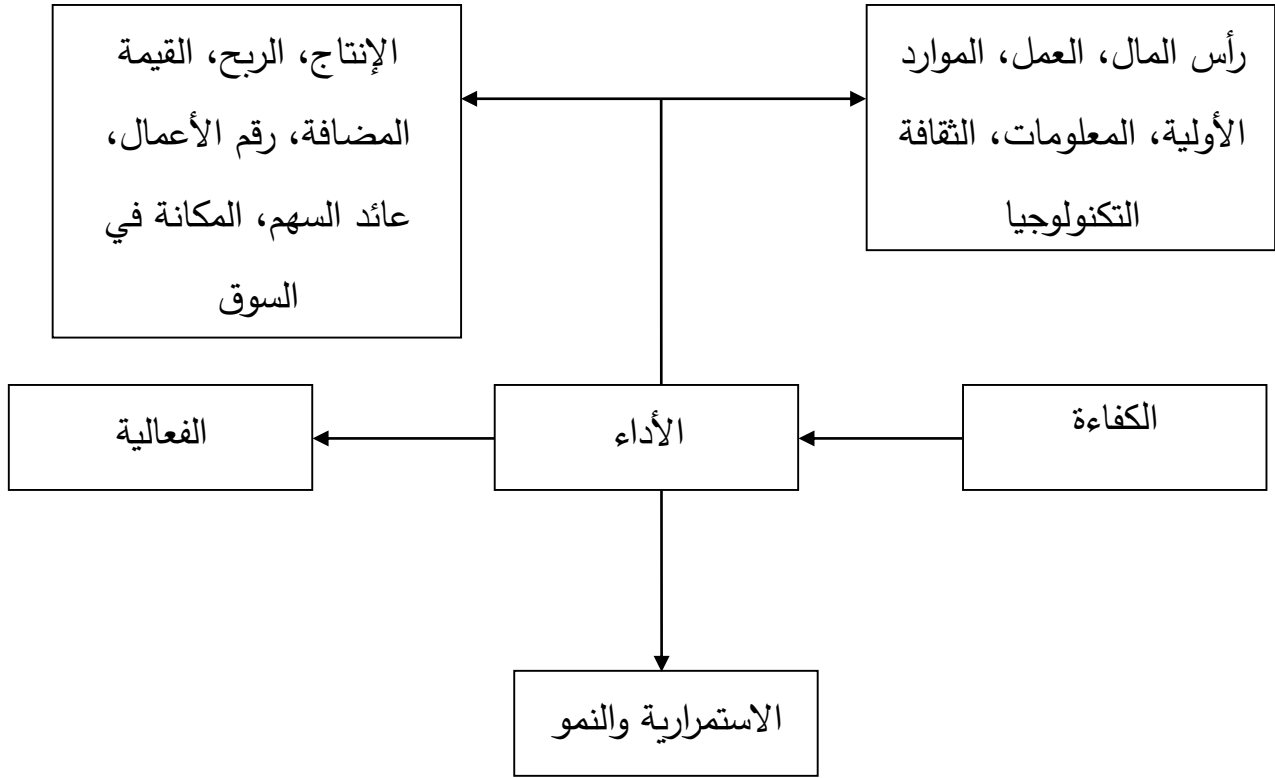 رأس المال، العمل، الموارد
الأولية، المعلومات، الثقافة
التكنولوجيا
الإنتاج، الربح، القيمة
المضافة، رقم الأعمال،
عائد السهم، المكانة في
السوق
الكفاءة
الأداء
الفعالية
الاستمرارية والنمو